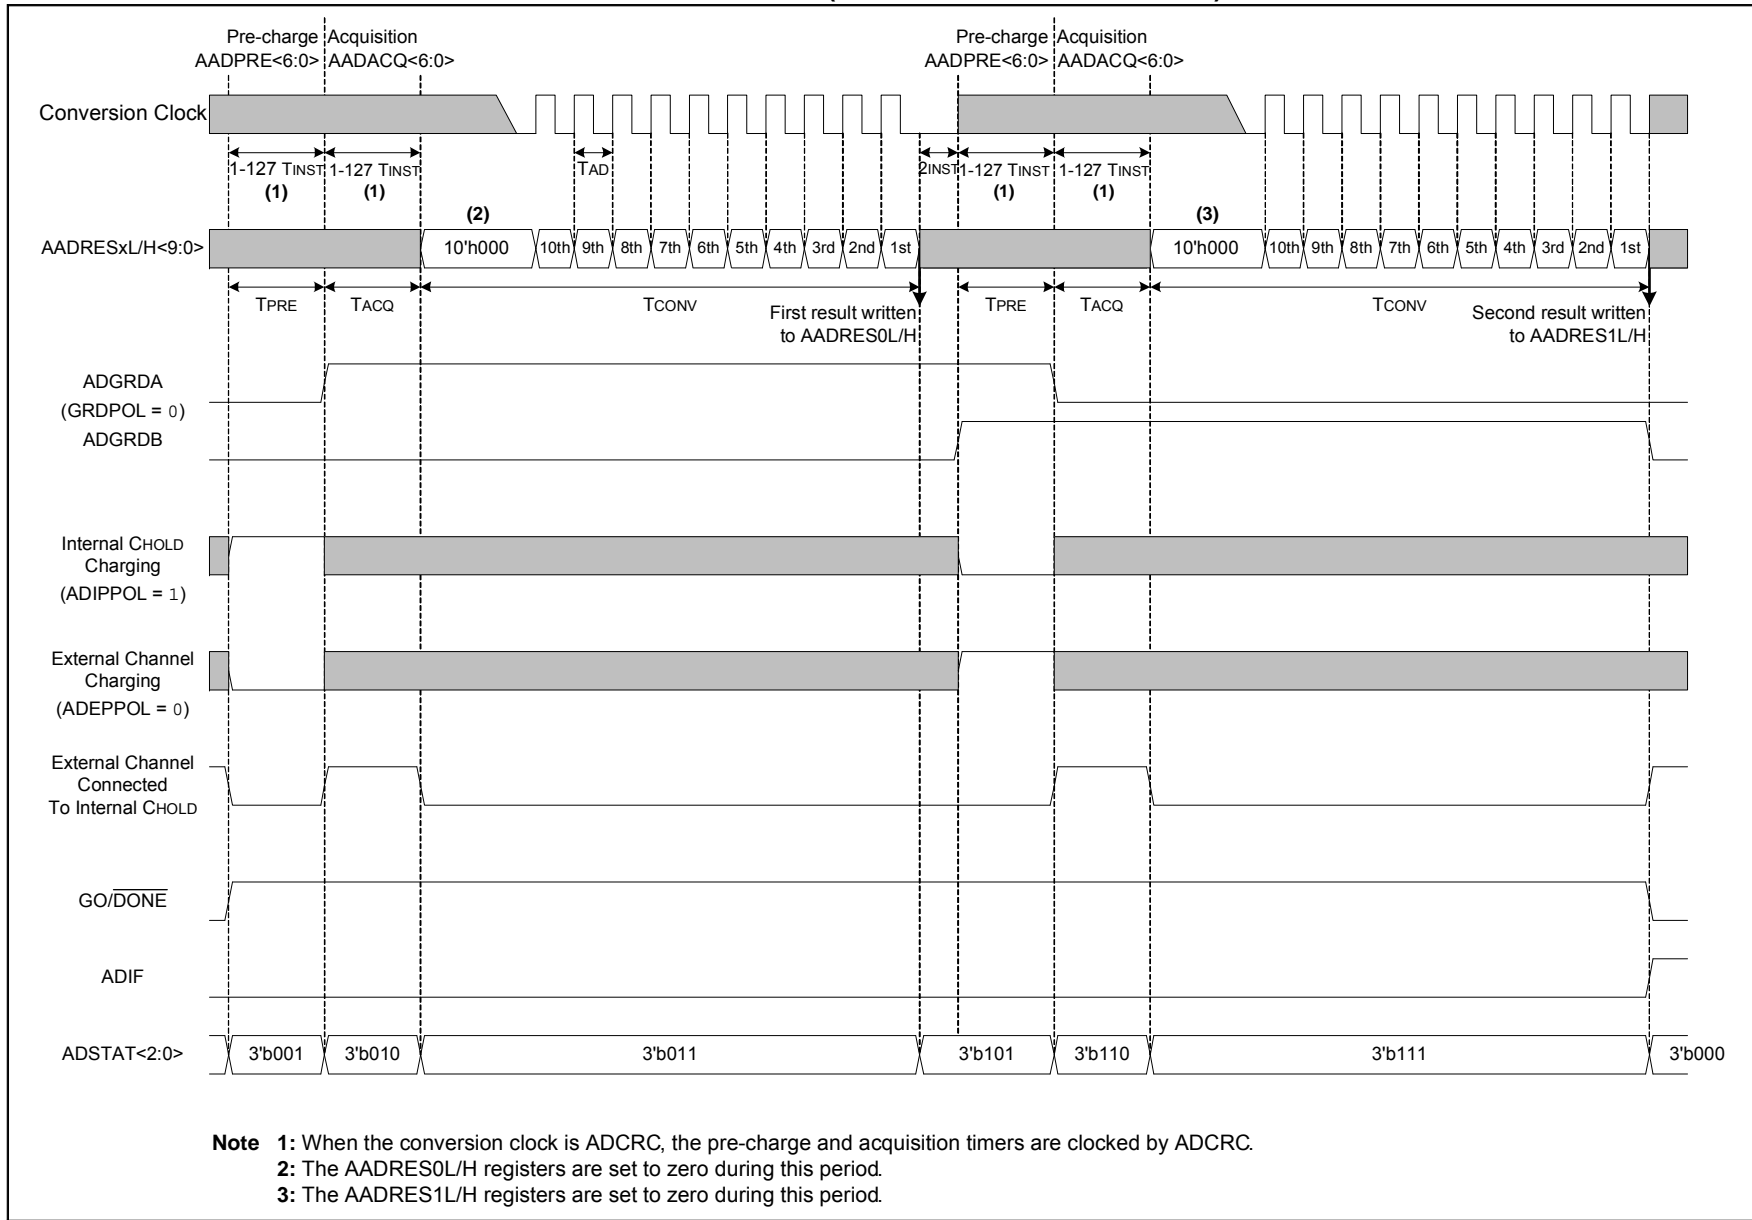 Pre-charge Acquisition
AADPRE<6:0> AADACQ<6:0>
Pre-charge Acquisition
AADPRE<6:0> AADACQ<6:0>
Conversion Clock
1-127 TINST 1-127 TINST TAD 2INST 1-127 TINST 1-127 TINST
(1) (1) (1) (1)
(2) (3)
AADRESxL/H<9:0> 10'h000 10th 9th 8th 7th 6th 5th 4th 3rd 2nd 1st 10'h000 10th 9th 8th 7th 6th 5th 4th 3rd 2nd 1st
TPRE TACQ TCONV TPRE TACQ TCONV
First result written
to AADRES0L/H
Second result written
to AADRES1L/H
ADGRDA
(GRDPOL = 0)
ADGRDB
Internal CHOLD
Charging
(ADIPPOL = 1)
External Channel
Charging
(ADEPPOL = 0)
External Channel
Connected
To Internal CHOLD
GO/DONE
ADIF
ADSTAT<2:0> 3'b001 3'b010 3'b011 3'b101 3'b110 3'b111 3'b000
Note 1: When the conversion clock is ADCRC, the pre-charge and acquisition timers are clocked by ADCRC.
2: The AADRES0L/H registers are set to zero during this period.
3: The AADRES1L/H registers are set to zero during this period.